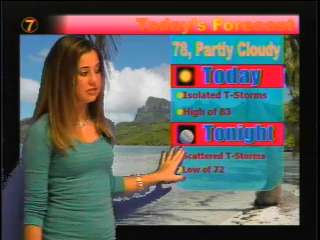 7
Today's Forecast
78, Partly Cloudy
Today
Isolated T-Storms
High of 83
Tonight
Scattered T-Storms
Low of 72